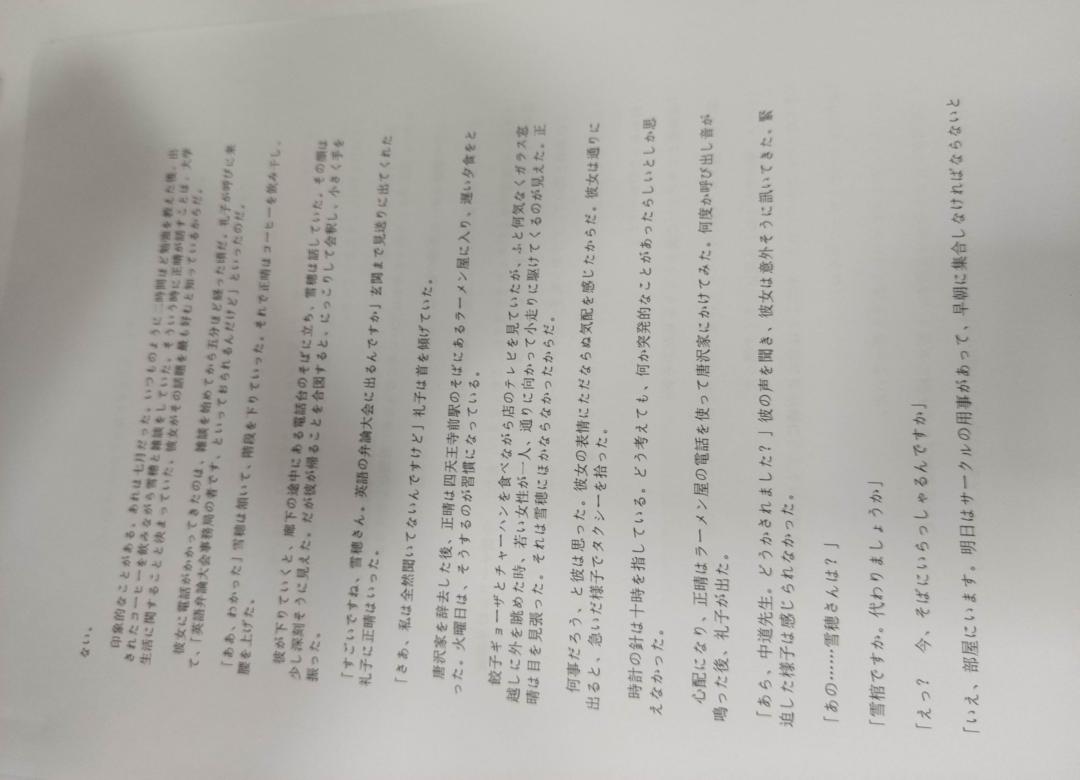 ない。
印象的なことがある。あれは七月だった。いつものように二時間ほど勉強を教えた後、出
されたコーヒーを飲みながら雪穂と雑談をしていた。そういう時に正晴が話すことは、大学
生活に関することと決まっていた。彼女がその話題を最も好むと知っているからだ。
彼女に電話がかかってきたのは、雑談を始めてから五分ほど経った頃だ。礼子が呼びに来
て、「英語弁論大会事務局の者です、といっておられるんだけど」といったのだ。
「ああ、わかった」雪穂は頷いて、階段を下りていった。それで正晴はコーヒーを飲み干し、
腰を上げた。
彼が下りていくと、廊下の途中にある電話台のそばに立ち、雪穂は話していた。その顔は
少し深刻そうに見えた。だが彼が帰ることを合図すると、にっこりして会釈し、小さく手を
振った。
「すごいですね、雪穂さん。英語の弁論大会に出るんですか」玄関まで見送りに出てくれた
礼子に正晴はいった。
「さあ、私は全然聞いてないんですけど」礼子は首を傾げていた。
唐沢家を辞去した後、正晴は四天王寺前駅のそばにあるラーメン屋に入り、遅い夕食をと
った。火曜日は、そうするのが習慣になっている。
餃子ギョーザとチャーハンを食べながら店のテレビを見ていたが、ふと何気なくガラス窓
越しに外を眺めた時、若い女性が一人、通りに向かって小走りに駆けてくるのが見えた。正
晴は目を見張った。それは雪穂にほかならなかったからだ。
何事だろう、と彼は思った。彼女の表情にただならぬ気配を感じたからだ。彼女は通りに
出ると、急いだ様子でタクシーを拾った。
時計の針は十時を指している。どう考えても、何か突発的なことがあったらしいとしか思
えなかった。
心配になり、正晴はラーメン屋の電話を使って唐沢家にかけてみた。何度か呼び出し音が
鳴った後、礼子が出た。
「あら、中道先生。どうかされました？」彼の声を聞き、彼女は意外そうに訊いてきた。緊
迫した様子は感じられなかった。
「あの……雪穂さんは？」
「雪棺ですか。代わりましょうか」
「えっ？　今、そばにいらっしゃるんですか」
「いえ、部屋にいます。明日はサークルの用事があって、早朝に集合しなければならないと